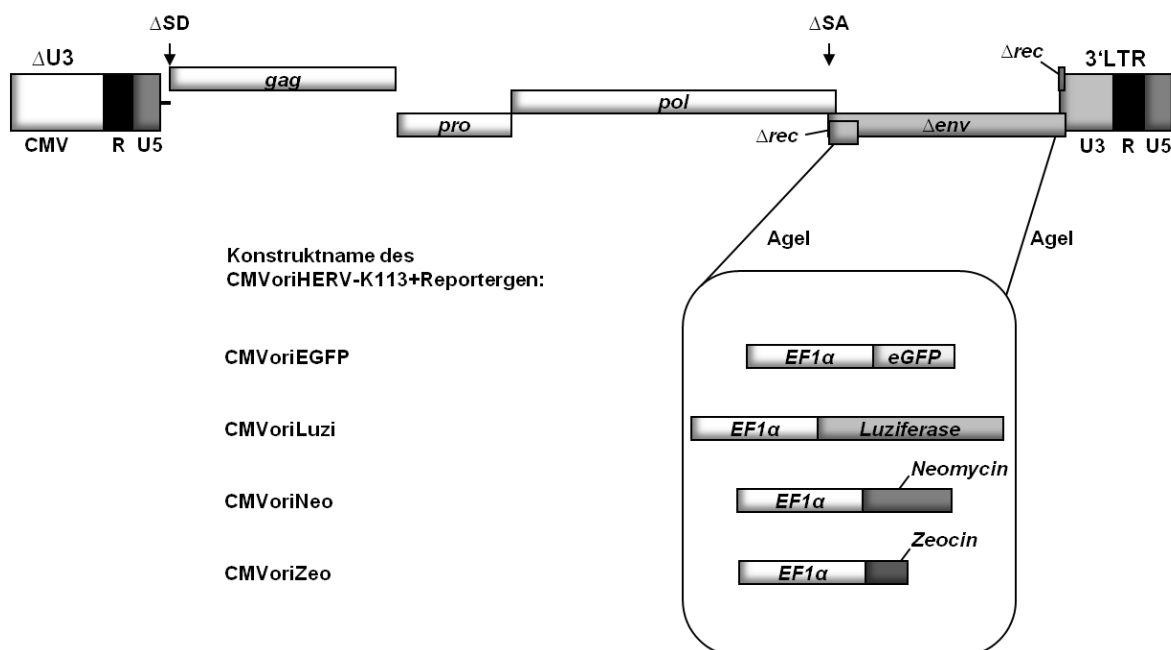 ΔSD
ΔSA
ΔU3
Δrec
3'LTR
gag
pol
pro
Δrec
Δenv
CMV R U5
U3 R U5
AgeI
AgeI
Konstruktname des
CMVoriHERV-K113+Reportergen:
CMVoriEGFP
EF1α eGFP
CMVoriLuzi
EF1α Luziferase
Neomycin
CMVoriNeo
EF1α
Zeocin
CMVoriZeo
EF1α